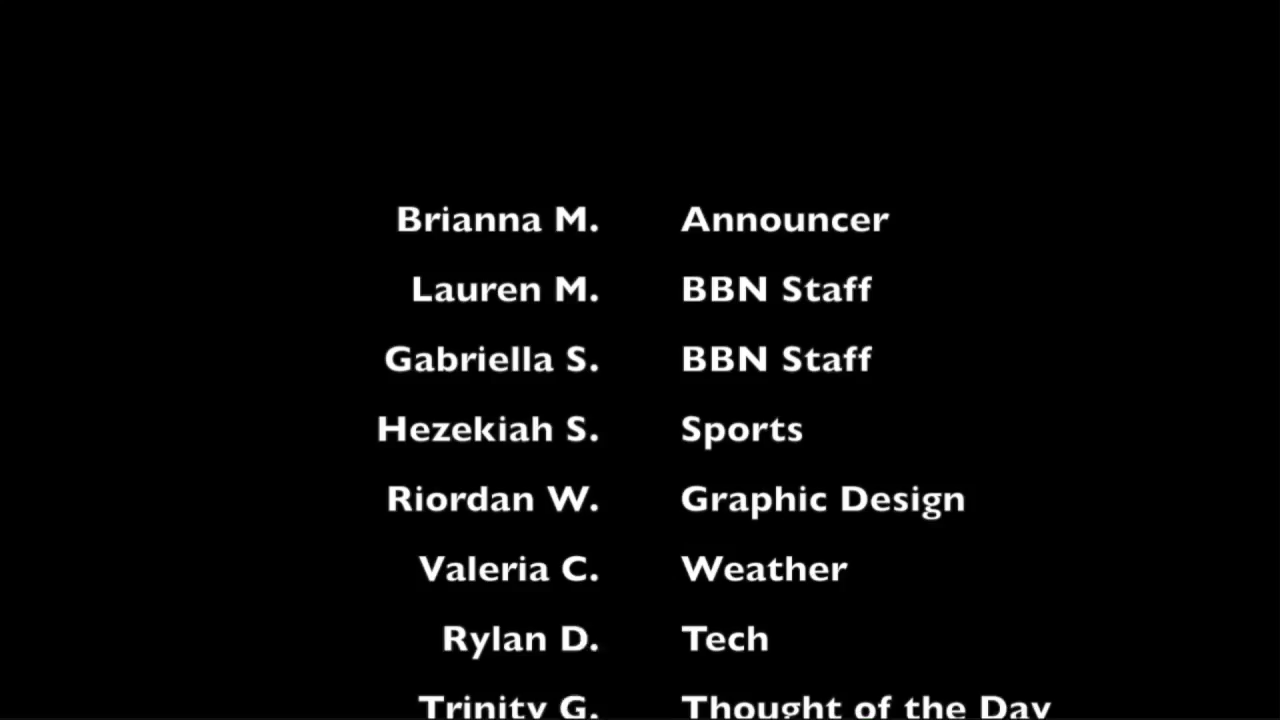 Brianna M. Announcer
Lauren M. BBN Staff
Gabriella S. BBN Staff
Hezekiah S. Sports
Riordan W. Graphic Design
Valeria C. Weather
Rylan D. Tech
Trinity G. Thought of the Day